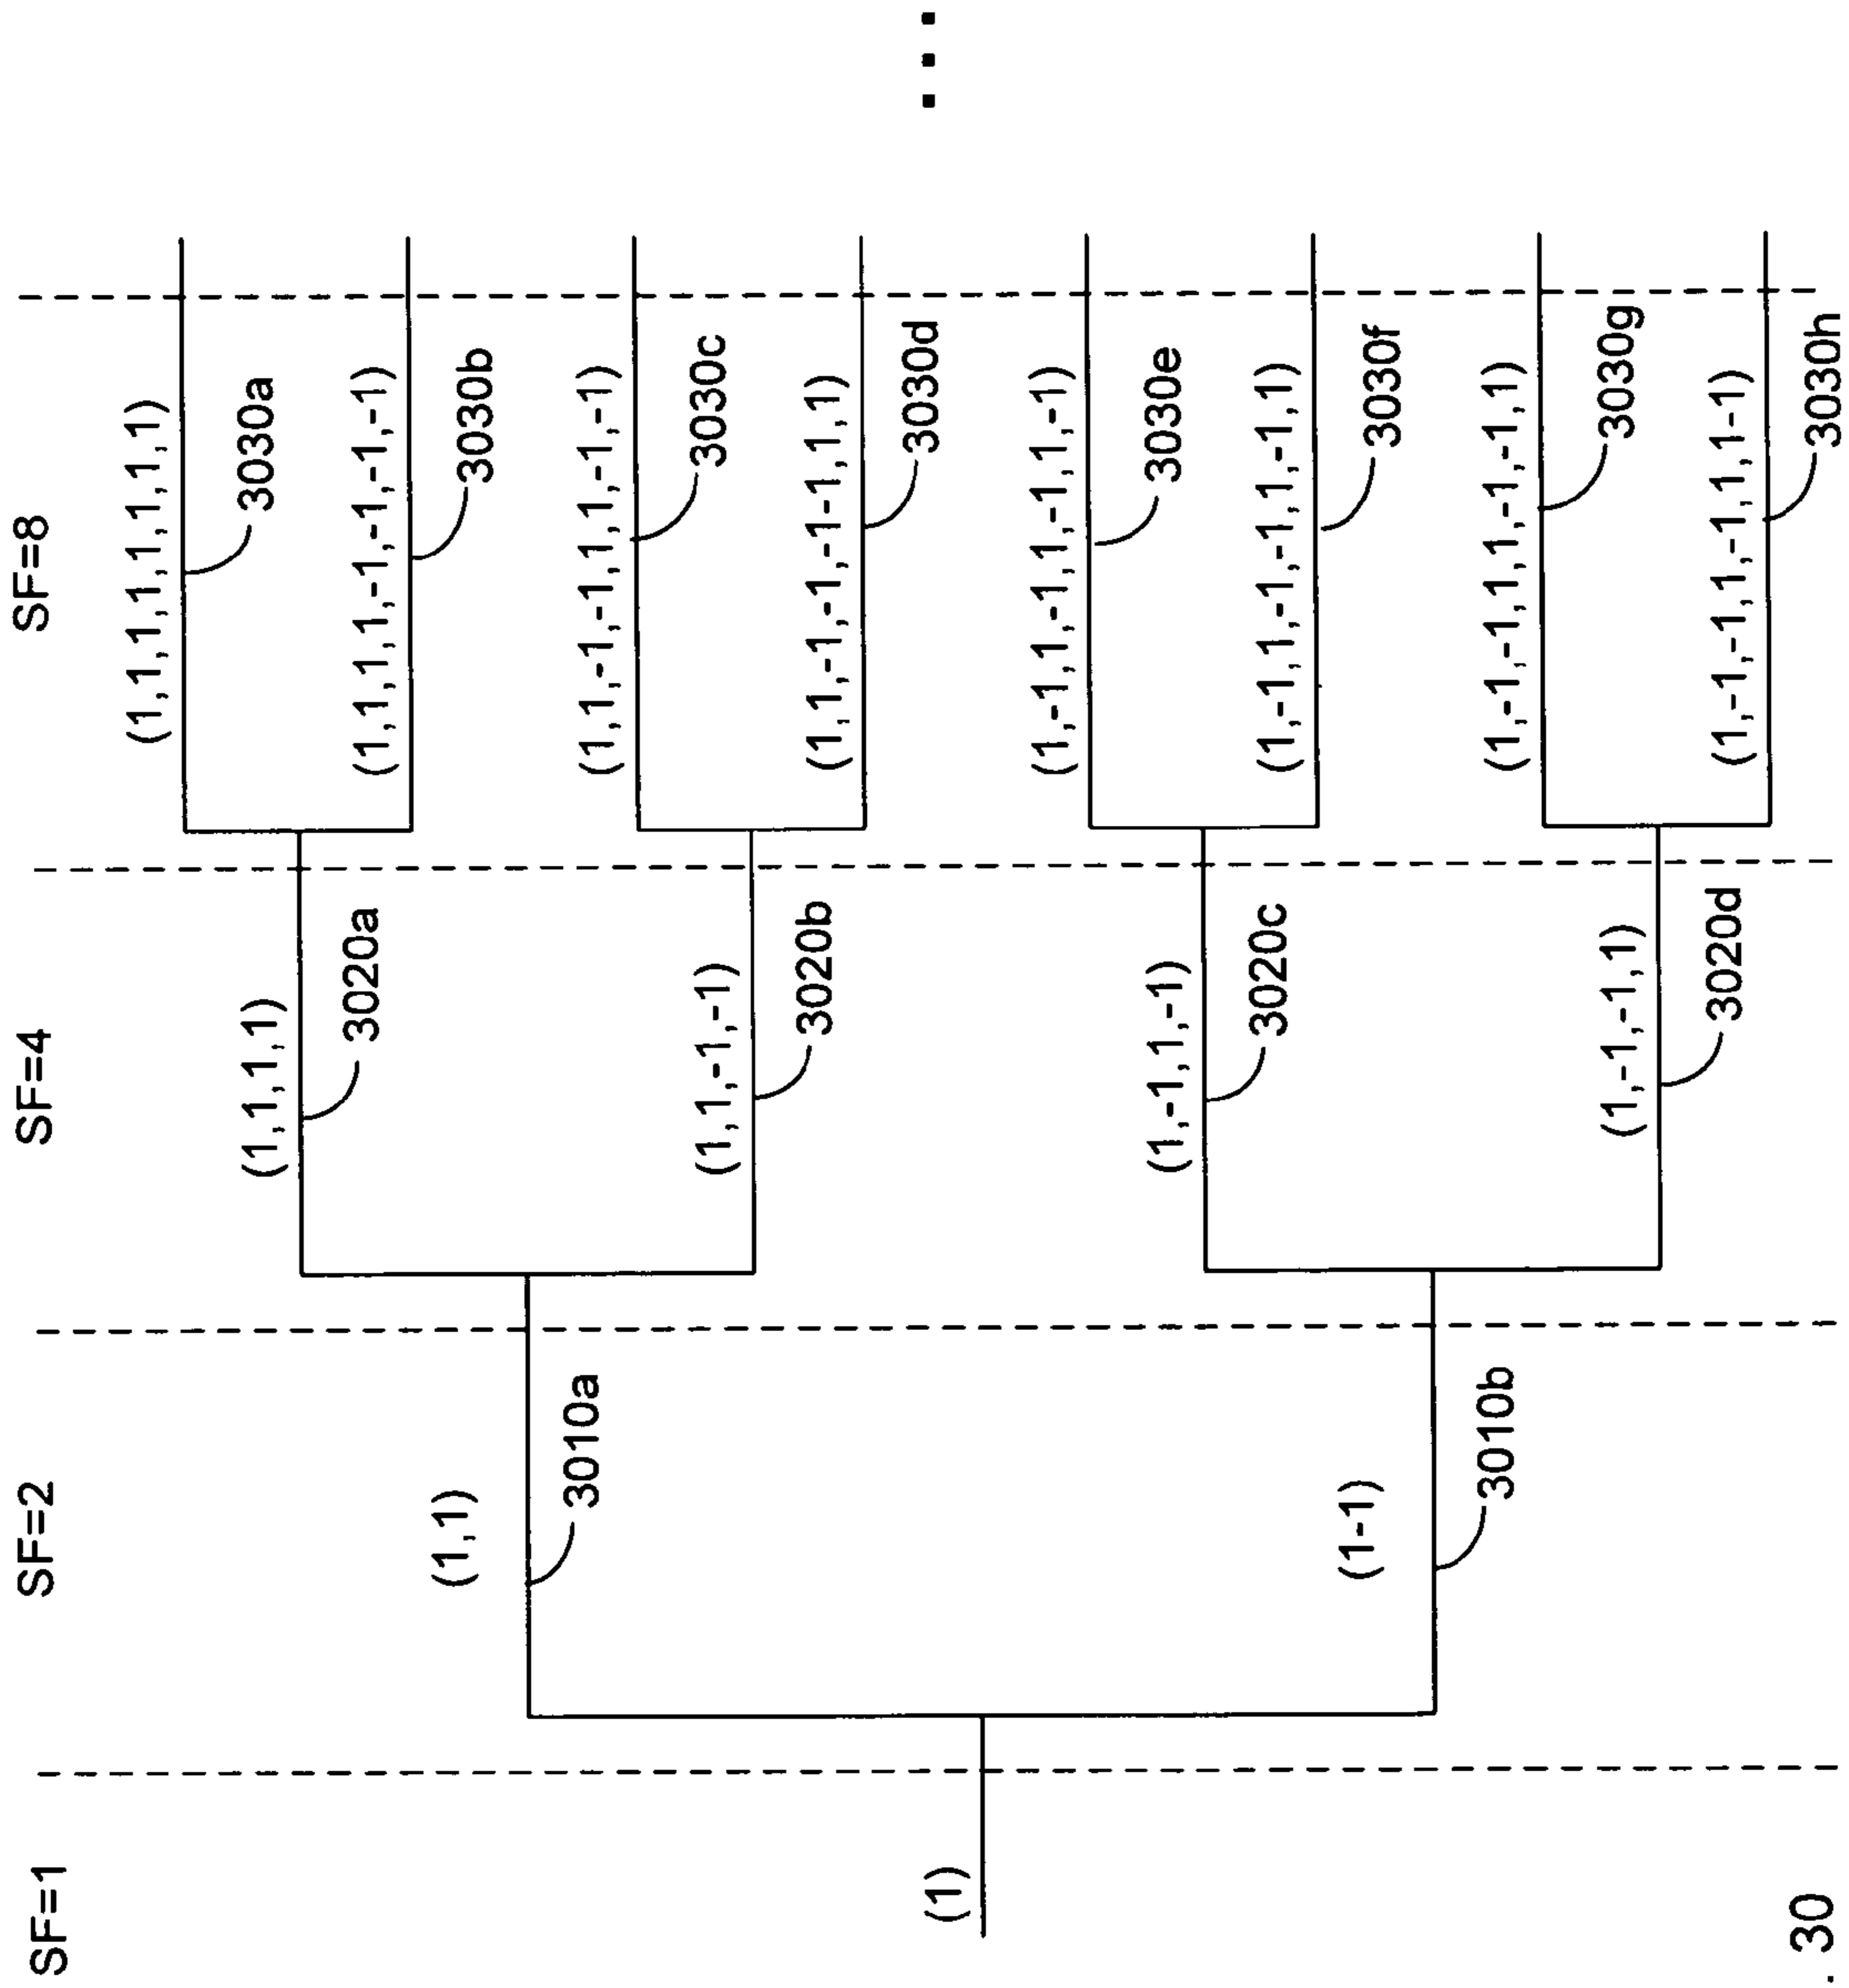 SF=1
SF=2
SF=4
SF=8
(1)
(1,1)
3010a
(1-1)
3010b
(1,1,1,1)
3020a
(1,1,-1,-1)
3020b
(1,-1,1,-1)
3020c
(1,-1,-1,1)
3020d
(1,1,1,1,1,1,1,1)
3030a
(1,1,1,1,-1,-1,-1,-1)
3030b
(1,1,-1,-1,1,1,-1,-1)
3030c
(1,1,-1,-1,-1-1,1,1)
3030d
(1,-1,1,-1,1,-1,1,-1)
3030e
(1,-1,1,-1,-1,1,-1,1)
3030f
(1,-1,-1,1,1,-1,-1,1)
3030g
(1,-1,-1,1,-1,1,1-1)
3030h
. . .
. 30